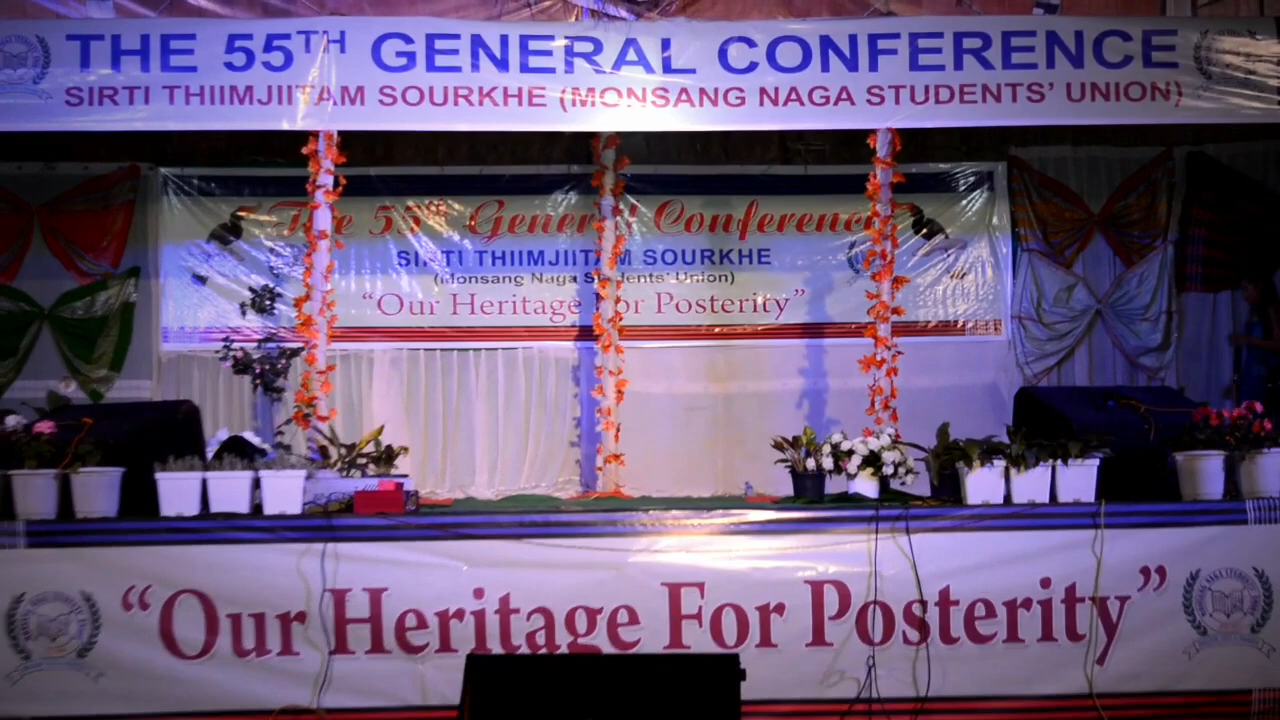 THE 55TH GENERAL CONFERENCE
SIRTI THIIMJIITAM SOURKHE (MONSANG NAGA STUDENTS' UNION)
The 55th General Conference
SIRTI THIIMJIITAM SOURKHE
(Monsang Naga Students' Union)
"Our Heritage For Posterity"
"Our Heritage For Posterity"